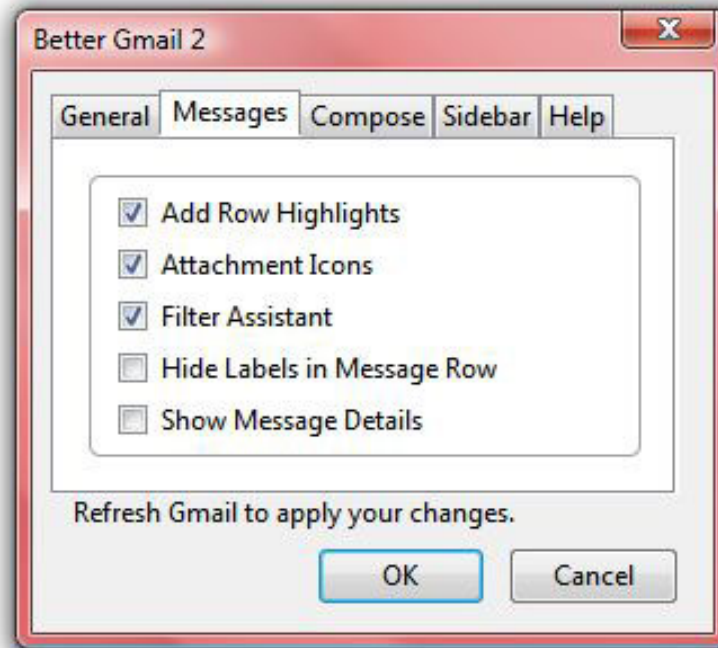 Better Gmail 2
General Messages Compose Sidebar Help
Add Row Highlights
Attachment Icons
Filter Assistant
Hide Labels in Message Row
Show Message Details
Refresh Gmail to apply your changes.
OK Cancel